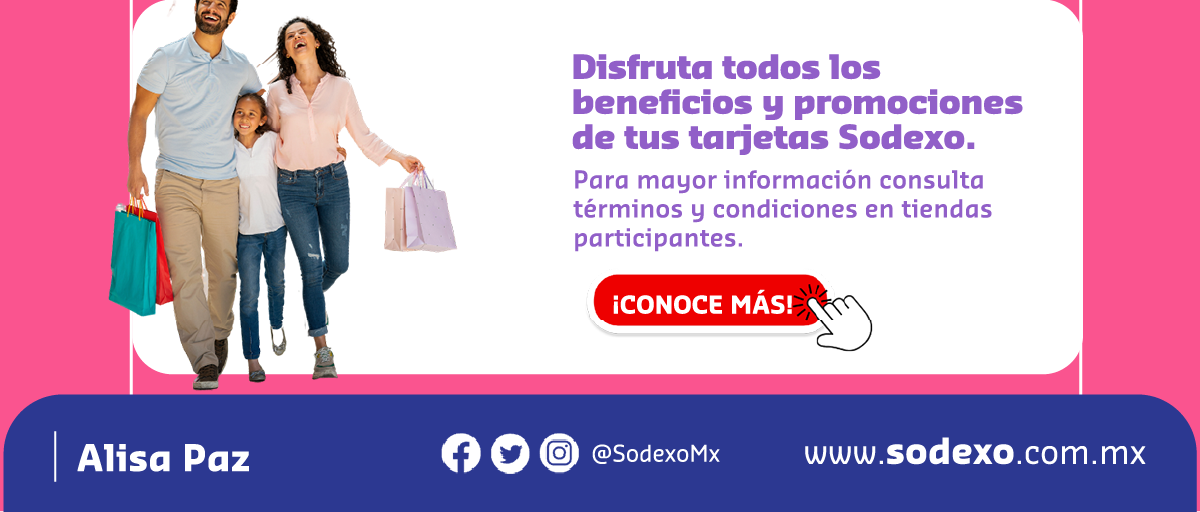 Disfruta todos los
beneficios y promociones
de tus tarjetas Sodexo.
Para mayor información consulta
términos y condiciones en tiendas
participantes.
¡CONOCE MÁS!
Alisa Paz
@SodexoMx
www.sodexo.com.mx